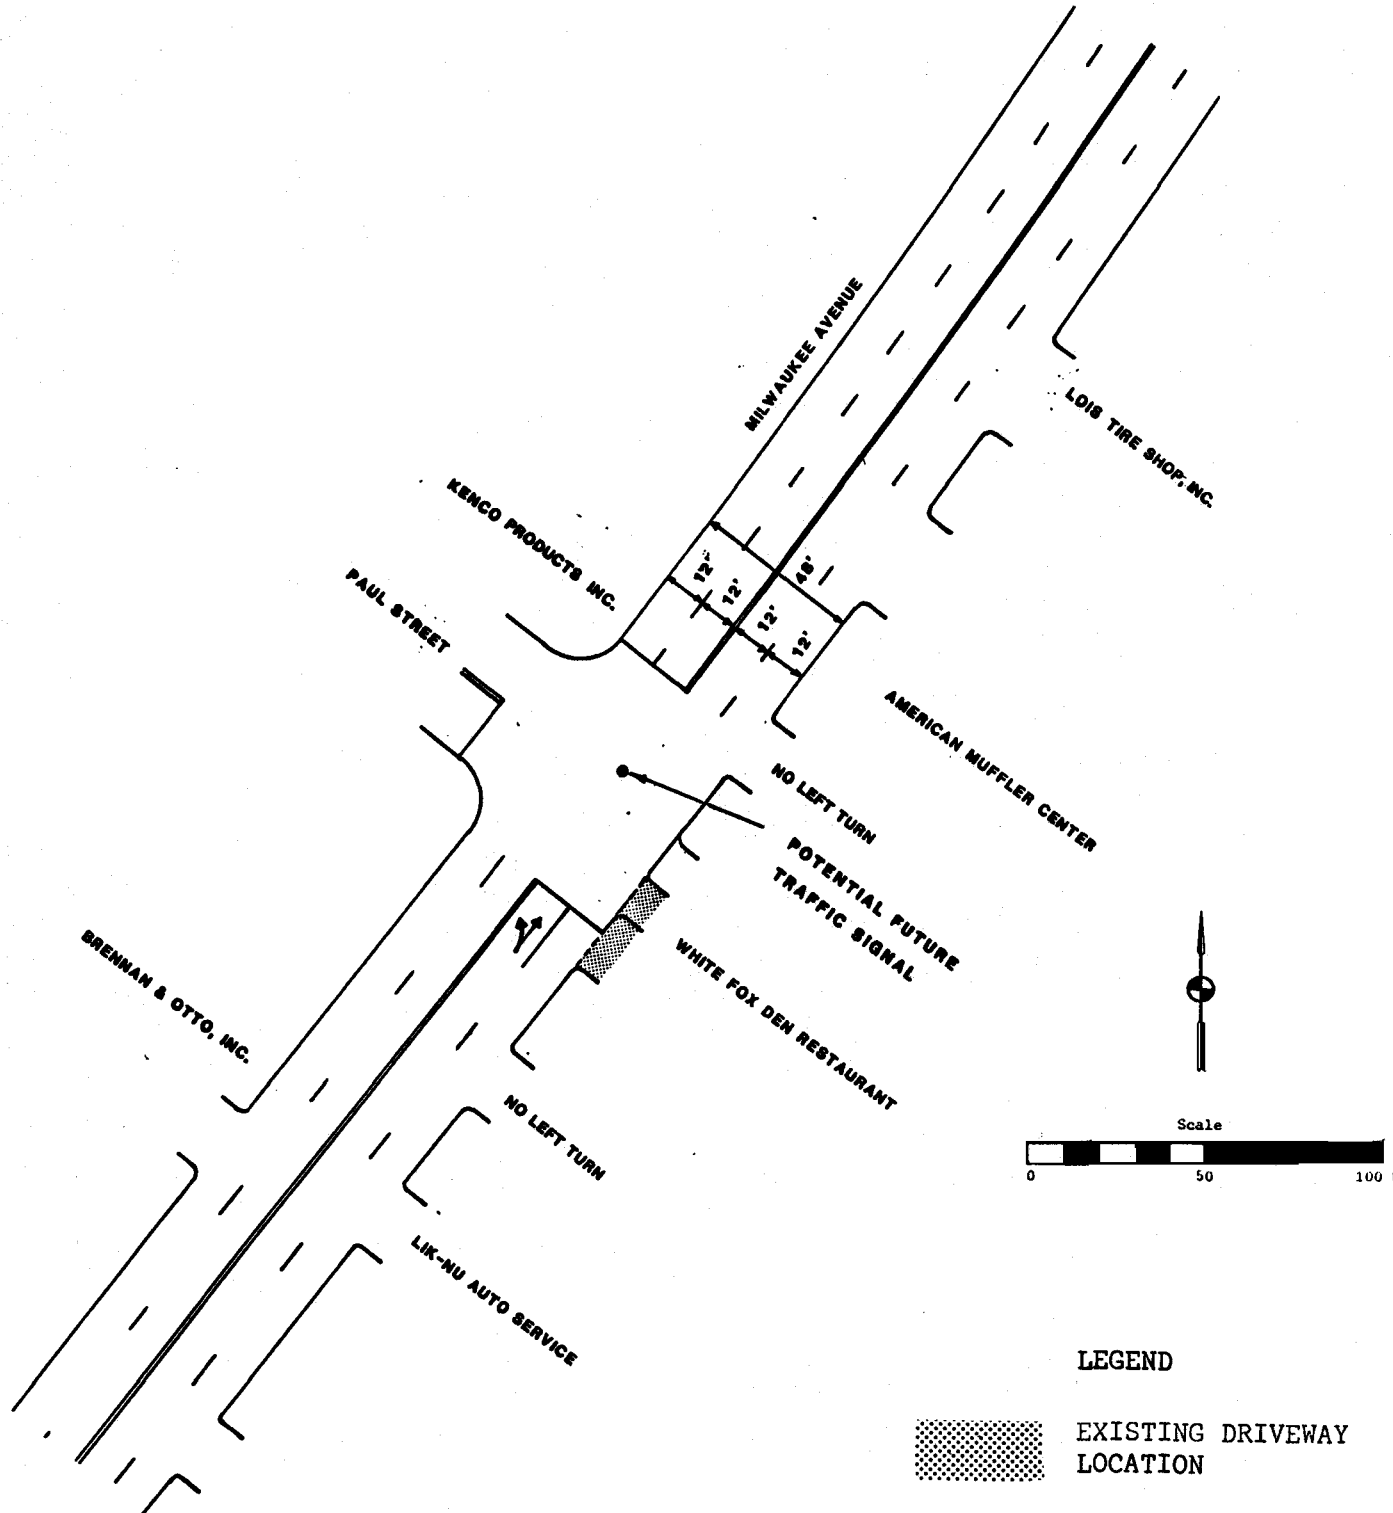 MILWAUKEE AVENUE
LOIS TIRE SHOP, INC.
KENCO PRODUCTS INC.
PAUL STREET
48'
12'
12'
12'
12'
AMERICAN MUFFLER CENTER
NO LEFT TURN
POTENTIAL FUTURE
TRAFFIC SIGNAL
BRENNAN & OTTO, INC.
WHITE FOX DEN RESTAURANT
NO LEFT TURN
LIK-NU AUTO SERVICE
Scale
0 50 100
LEGEND
EXISTING DRIVEWAY
LOCATION